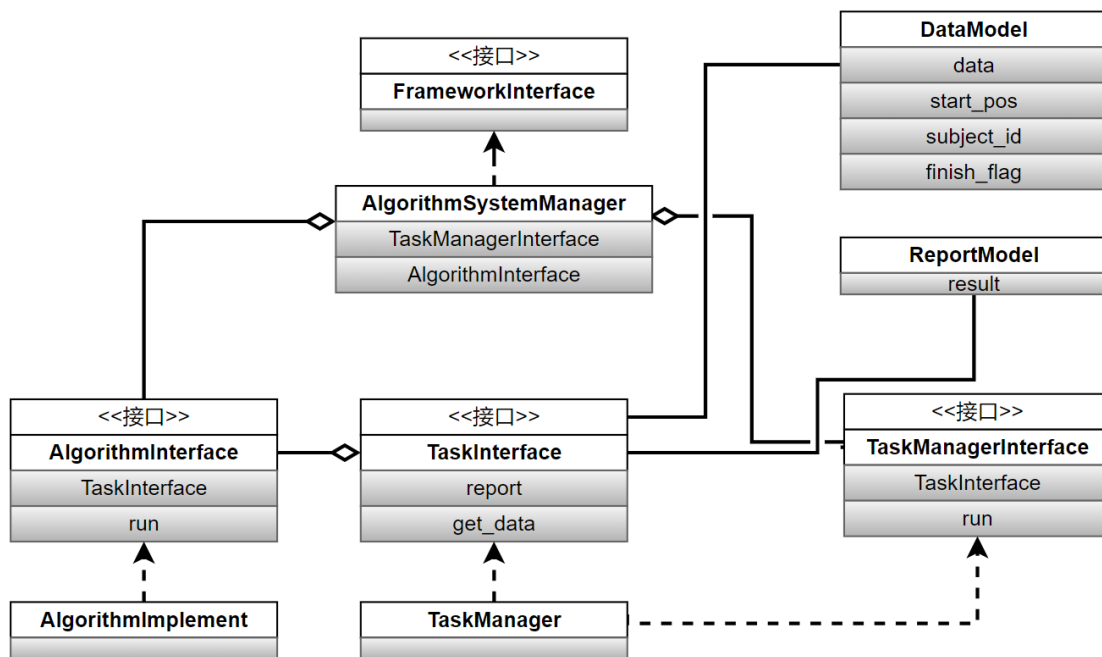 <<接口>>
FrameworkInterface
DataModel
data
start_pos
subject_id
finish_flag
AlgorithmSystemManager
TaskManagerInterface
AlgorithmInterface
ReportModel
result
<<接口>>
AlgorithmInterface
TaskInterface
run
<<接口>>
TaskInterface
report
get_data
<<接口>>
TaskManagerInterface
TaskInterface
run
AlgorithmImplement
TaskManager